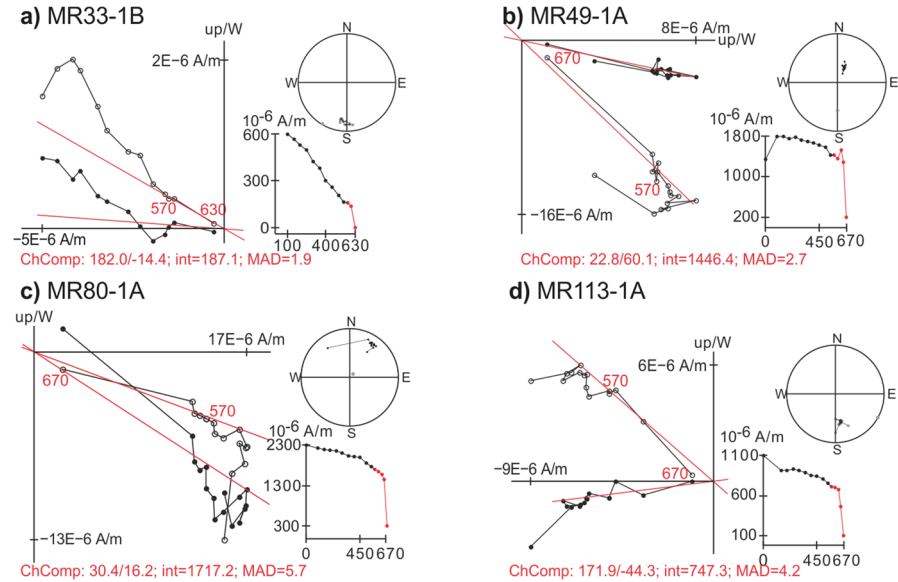 a) MR33-1B
up/W
2E−6 A/m
−5E−6 A/m
570
630
N
W
E
S
10-6 A/m
600
300
0
100
400
630
ChComp: 182.0/-14.4; int=187.1; MAD=1.9
b) MR49-1A
8E−6 A/m
up/W
670
570
−16E−6 A/m
N
W
E
S
10-6 A/m
1800
1000
200
0
450
670
ChComp: 22.8/60.1; int=1446.4; MAD=2.7
c) MR80-1A
up/W
17E−6 A/m
670
570
−13E−6 A/m
N
W
E
S
10-6 A/m
2300
1300
300
0
450
670
ChComp: 30.4/16.2; int=1717.2; MAD=5.7
d) MR113-1A
up/W
6E−6 A/m
570
670
−9E−6 A/m
N
W
E
S
10-6 A/m
1100
600
100
0
450
670
ChComp: 171.9/-44.3; int=747.3; MAD=4.2